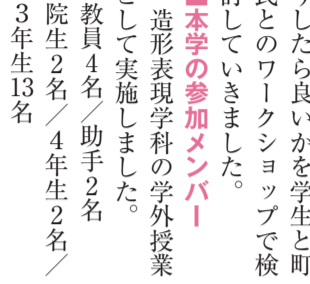 したら良いかを学生と町
民とのワークショップで検
討していきました。
■本学の参加メンバー
造形表現学科の学外授業
として実施しました。
教員4名／助手2名
院生2名／4年生2名／
3年生13名